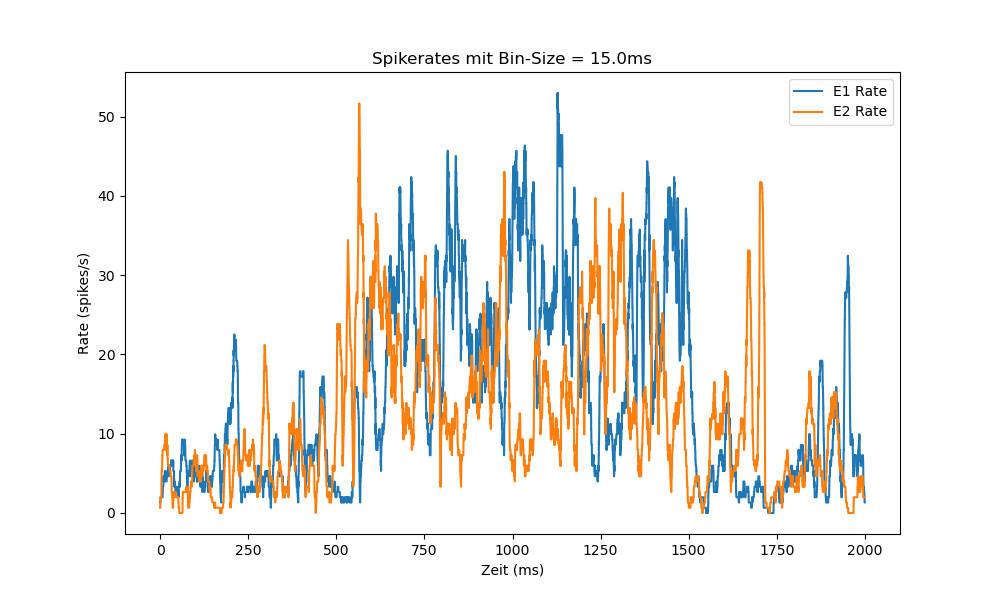 Spikerates mit Bin-Size = 15.0ms
E1 Rate
E2 Rate
50
40
30
20
10
0
Rate (spikes/s)
0 250 500 750 1000 1250 1500 1750 2000
Zeit (ms)